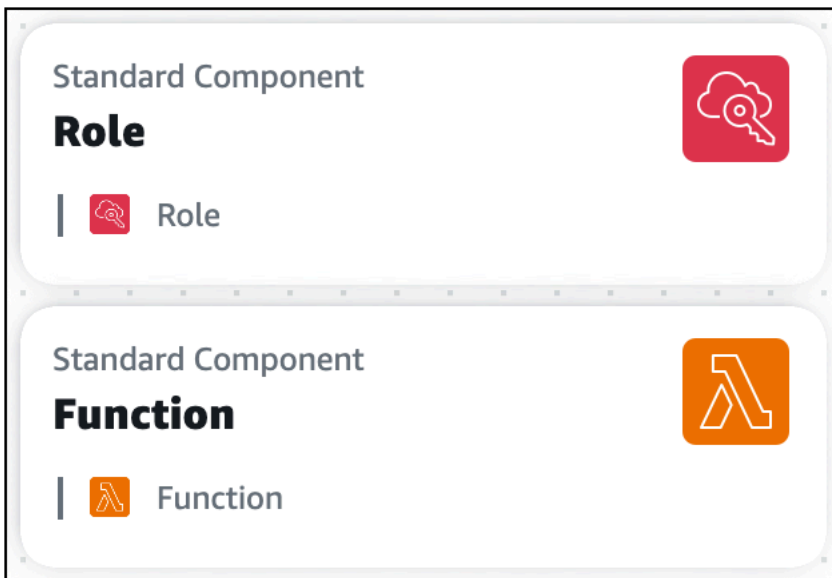 Standard Component
Role
Role
Standard Component
Function
Function